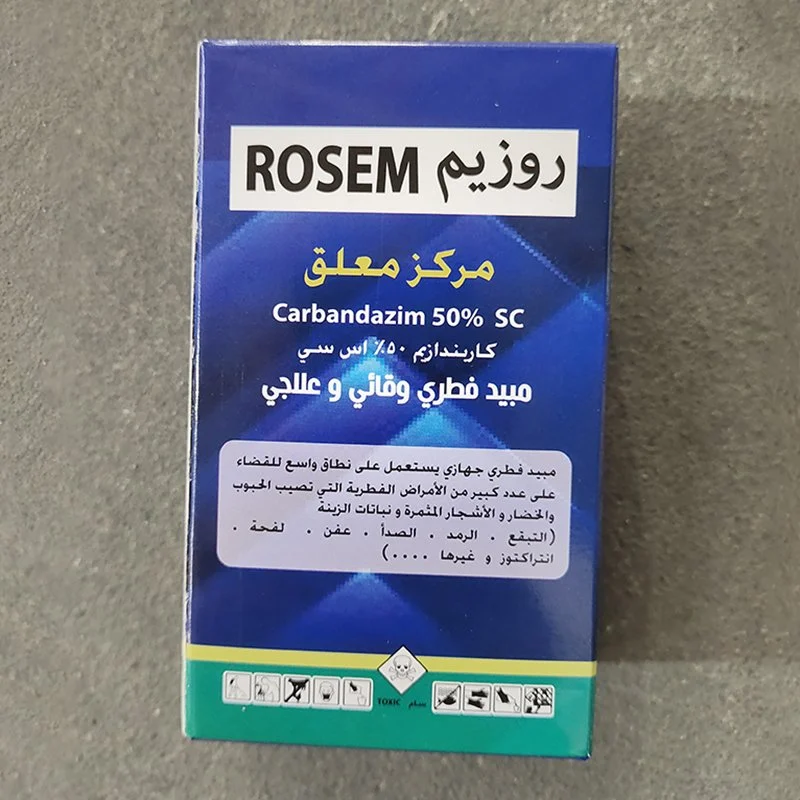 ROSEM روزيم
مركز معلق
Carbandazim 50% SC
كاربندازيم ٥٠٪ اس سي
مبيد فطري وقائي و علاجي
مبيد فطري جهازي يستعمل على نطاق واسع للقضاء
على عدد كبير من الأمراض الفطرية التي تصيب الحبوب
والخضار و الأشجار المثمرة و نباتات الزينة
(التبقع . الرمد . الصدأ . عفن . لفحة .
انتراكتوز و غيرها ....)
TOXIC سام